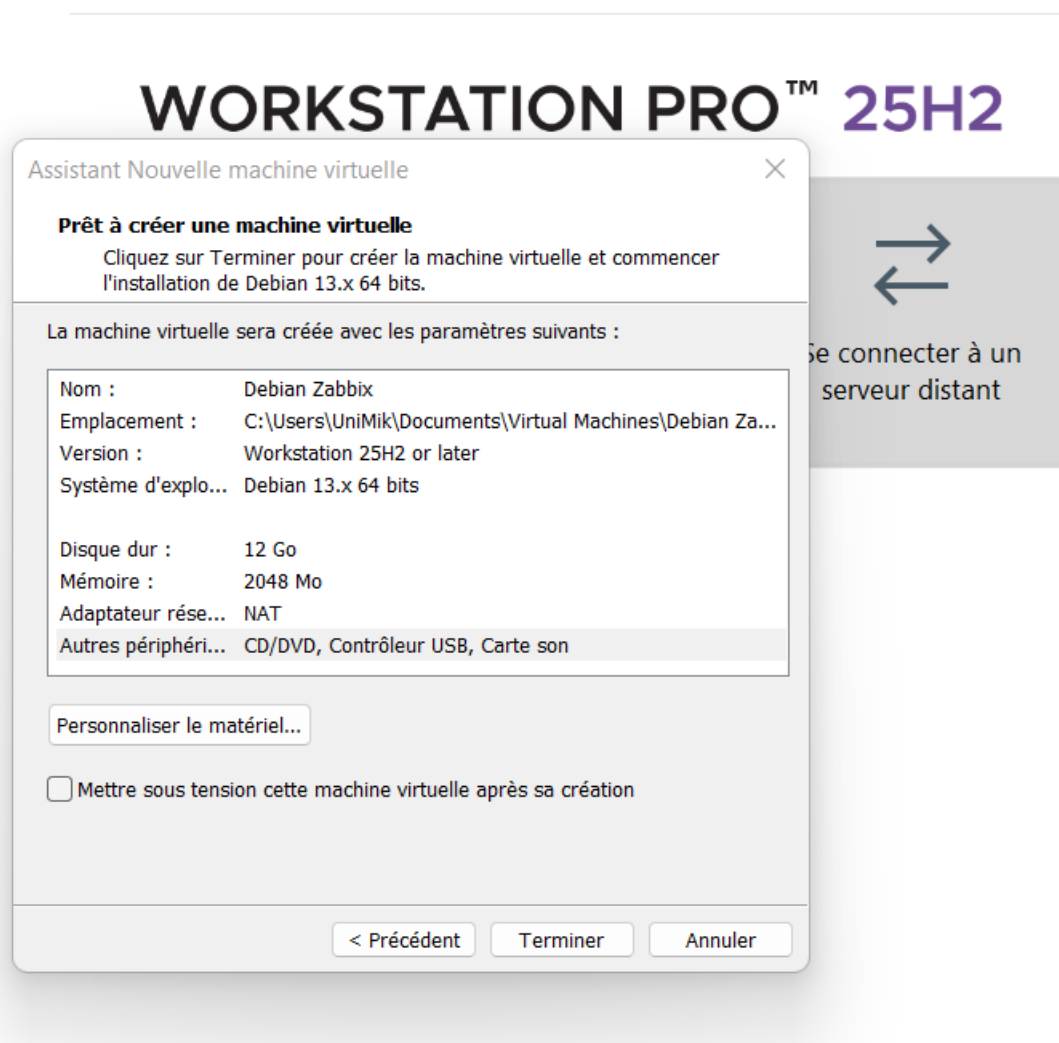 WORKSTATION PRO™ 25H2
Assistant Nouvelle machine virtuelle
Prêt à créer une machine virtuelle
Cliquez sur Terminer pour créer la machine virtuelle et commencer
l'installation de Debian 13.x 64 bits.
La machine virtuelle sera créée avec les paramètres suivants :
Nom : Debian Zabbix
Emplacement : C:\Users\UniMik\Documents\Virtual Machines\Debian Za...
Version : Workstation 25H2 or later
Système d'explo... Debian 13.x 64 bits
Disque dur : 12 Go
Mémoire : 2048 Mo
Adaptateur rése... NAT
Autres périphéri... CD/DVD, Contrôleur USB, Carte son
Personnaliser le matériel...
Mettre sous tension cette machine virtuelle après sa création
< Précédent Terminer Annuler
Se connecter à un
serveur distant